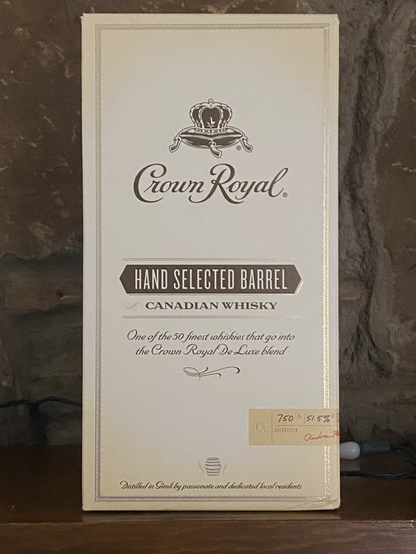 Crown Royal®
HAND SELECTED BARREL
CANADIAN WHISKY
One of the 50 finest whiskies that go into
the Crown Royal De Luxe blend
750 51.5%
Distilled in Gimli by passionate and dedicated local residents